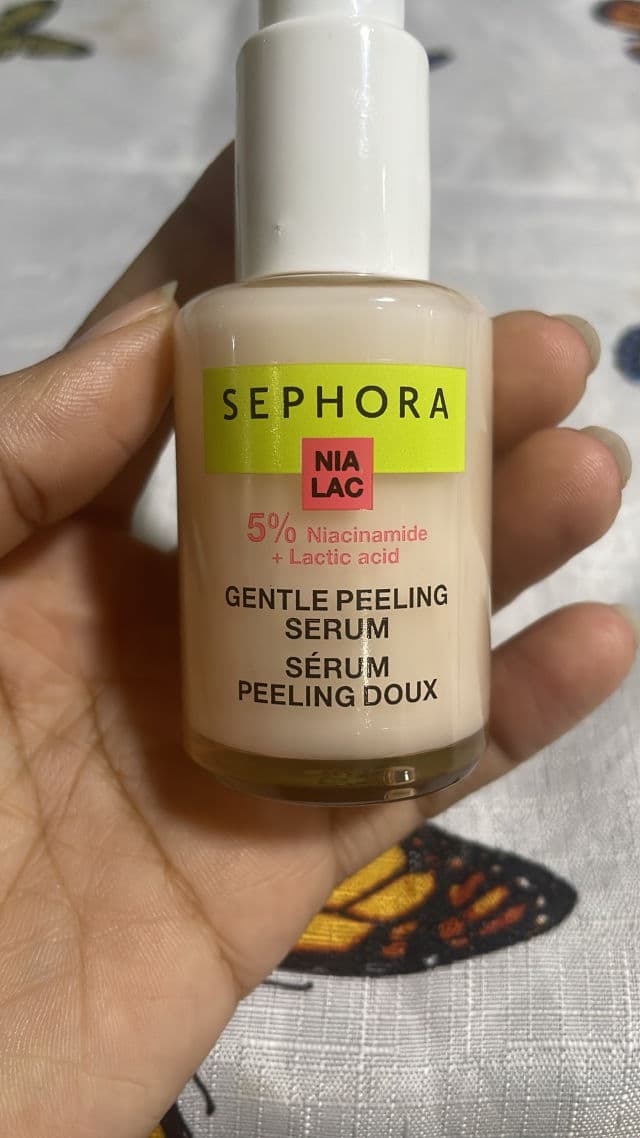 SEPHORA
NIA
LAC
5% Niacinamide
+ Lactic acid
GENTLE PEELING
SERUM
SÉRUM
PEELING DOUX